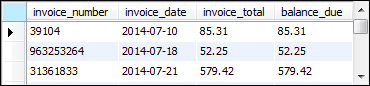 invoice_number invoice_date invoice_total balance_due
39104 2014-07-10 85.31 85.31
963253264 2014-07-18 52.25 52.25
31361833 2014-07-21 579.42 579.42